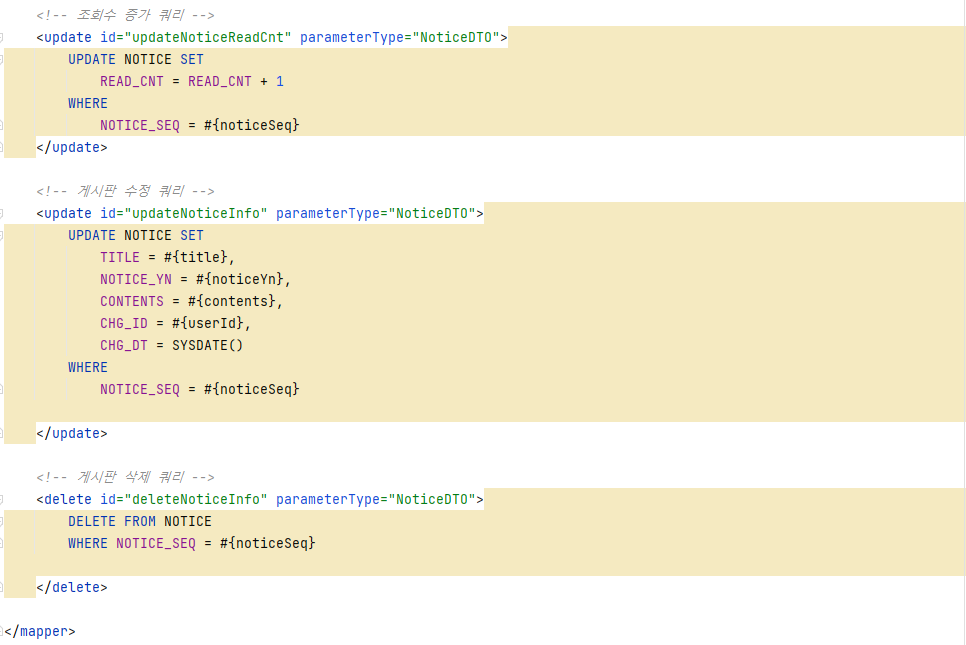 <!-- 조회수 증가 쿼리 -->
<update id="updateNoticeReadCnt" parameterType="NoticeDTO">
UPDATE NOTICE SET
READ_CNT = READ_CNT + 1
WHERE
NOTICE_SEQ = #{noticeSeq}
</update>
<!-- 게시판 수정 쿼리 -->
<update id="updateNoticeInfo" parameterType="NoticeDTO">
UPDATE NOTICE SET
TITLE = #{title},
NOTICE_YN = #{noticeYn},
CONTENTS = #{contents},
CHG_ID = #{userId},
CHG_DT = SYSDATE()
WHERE
NOTICE_SEQ = #{noticeSeq}
</update>
<!-- 게시판 삭제 쿼리 -->
<delete id="deleteNoticeInfo" parameterType="NoticeDTO">
DELETE FROM NOTICE
WHERE NOTICE_SEQ = #{noticeSeq}
</delete>
</mapper>